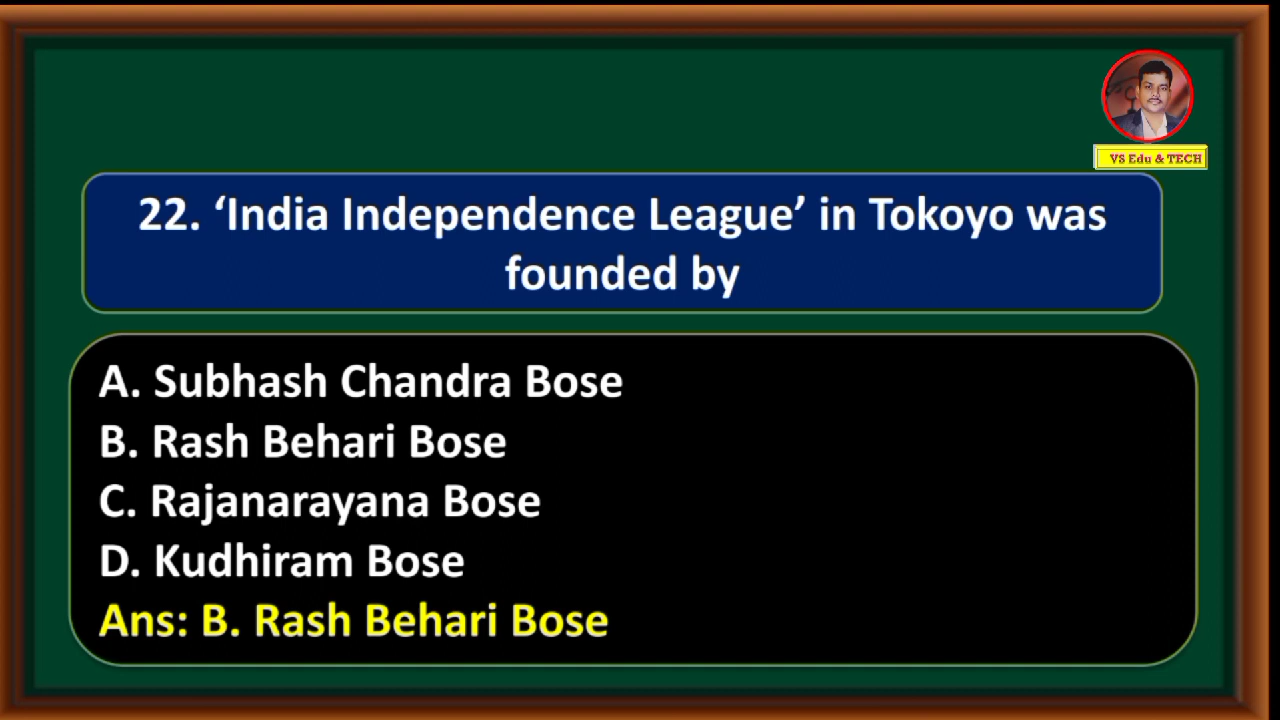 VS Edu & TECH
22. ‘India Independence League’ in Tokoyo was
founded by
A. Subhash Chandra Bose
B. Rash Behari Bose
C. Rajanarayana Bose
D. Kudhiram Bose
Ans: B. Rash Behari Bose